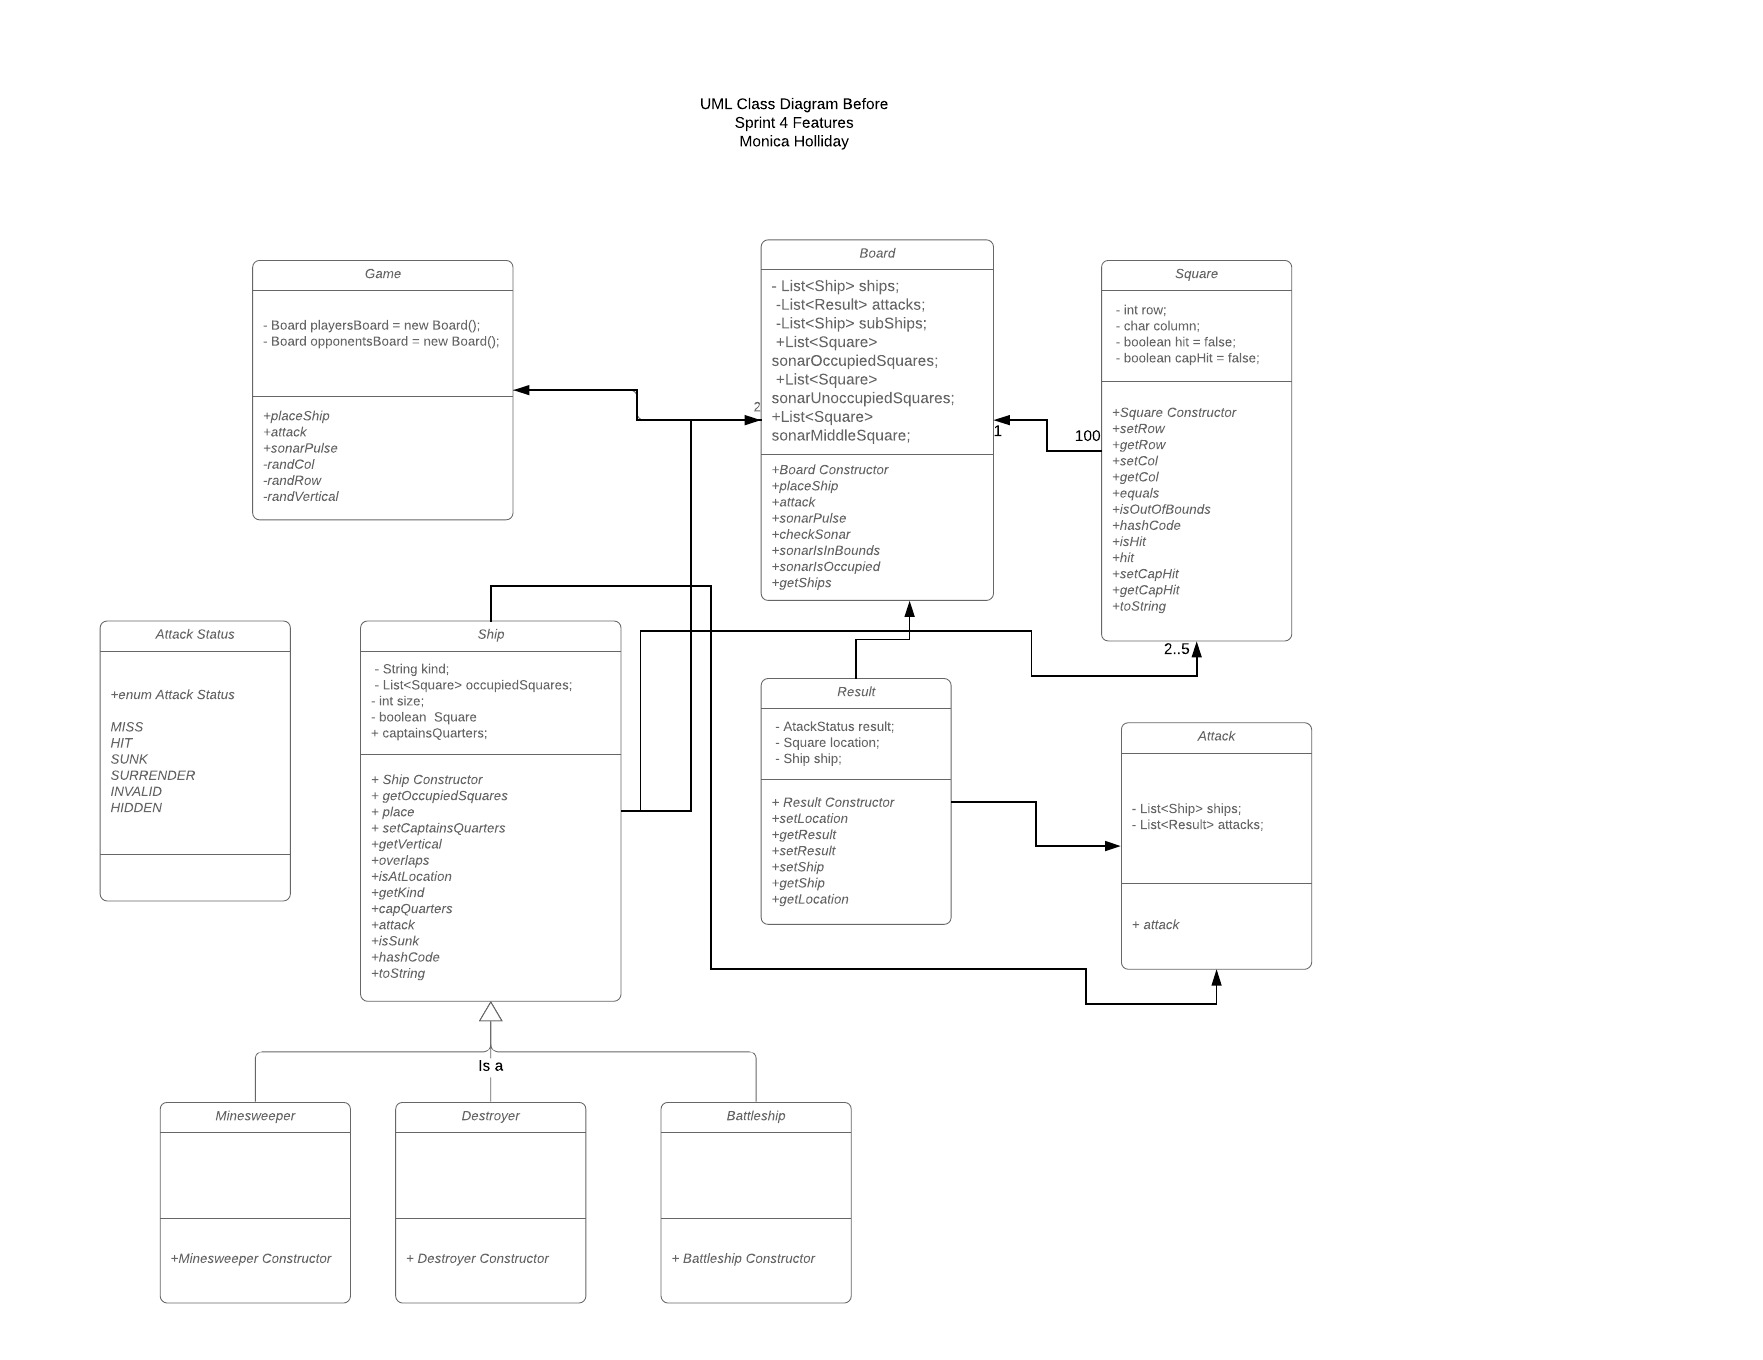 UML Class Diagram Before
Sprint 4 Features
Monica Holliday
Game
- Board playersBoard = new Board();
- Board opponentsBoard = new Board();
+placeShip
+attack
+sonarPulse
-randCol
-randRow
-randVertical
2
Board
- List<Ship> ships;
-List<Result> attacks;
-List<Ship> subShips;
+List<Square>
sonarOccupiedSquares;
+List<Square>
sonarUnoccupiedSquares;
+List<Square>
sonarMiddleSquare;
+Board Constructor
+placeShip
+attack
+sonarPulse
+checkSonar
+sonarIsInBounds
+sonarIsOccupied
+getShips
1
100
Square
- int row;
- char column;
- boolean hit = false;
- boolean capHit = false;
+Square Constructor
+setRow
+getRow
+setCol
+getCol
+equals
+isOutOfBounds
+hashCode
+isHit
+hit
+setCapHit
+getCapHit
+toString
2..5
Attack Status
+enum Attack Status
MISS
HIT
SUNK
SURRENDER
INVALID
HIDDEN
Ship
- String kind;
- List<Square> occupiedSquares;
- int size;
- boolean  Square
+ captainsQuarters;
+ Ship Constructor
+ getOccupiedSquares
+ place
+ setCaptainsQuarters
+getVertical
+overlaps
+isAtLocation
+getKind
+capQuarters
+attack
+isSunk
+hashCode
+toString
Result
- AtackStatus result;
- Square location;
- Ship ship;
+ Result Constructor
+setLocation
+getResult
+setResult
+setShip
+getShip
+getLocation
Attack
- List<Ship> ships;
- List<Result> attacks;
+ attack
Is a
Minesweeper
+Minesweeper Constructor
Destroyer
+ Destroyer Constructor
Battleship
+ Battleship Constructor